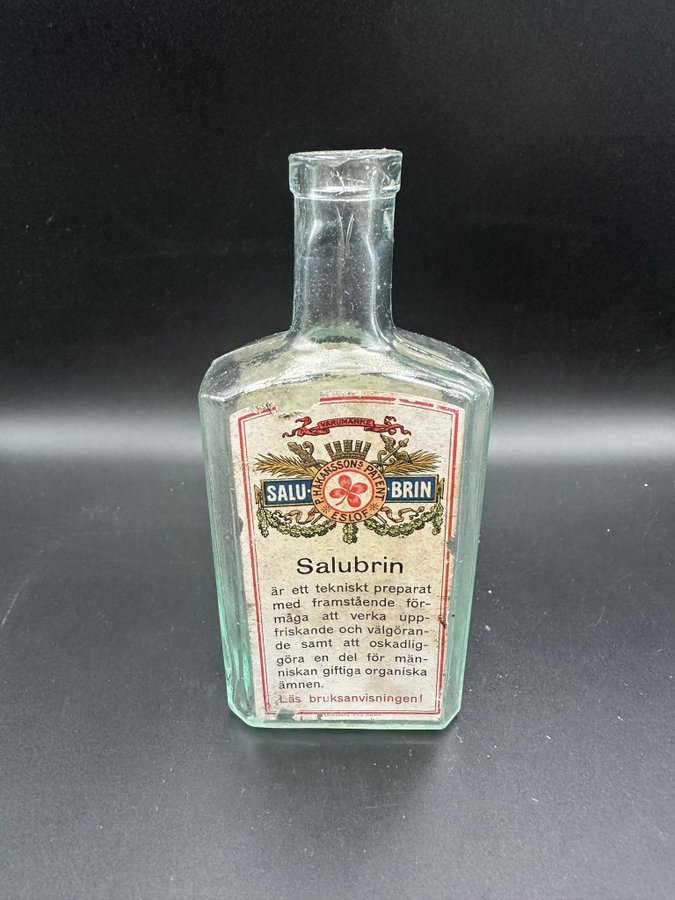 VARUMÄRKE
P. HÅKANSSONS PATENT
SALU- BRIN
ESLÖF.
Salubrin
är ett tekniskt preparat
med framstående för-
måga att verka upp-
friskande och välgöran-
de samt att oskadlig-
göra en del för män-
niskan giftiga organiska
ämnen.
Läs bruksanvisningen!